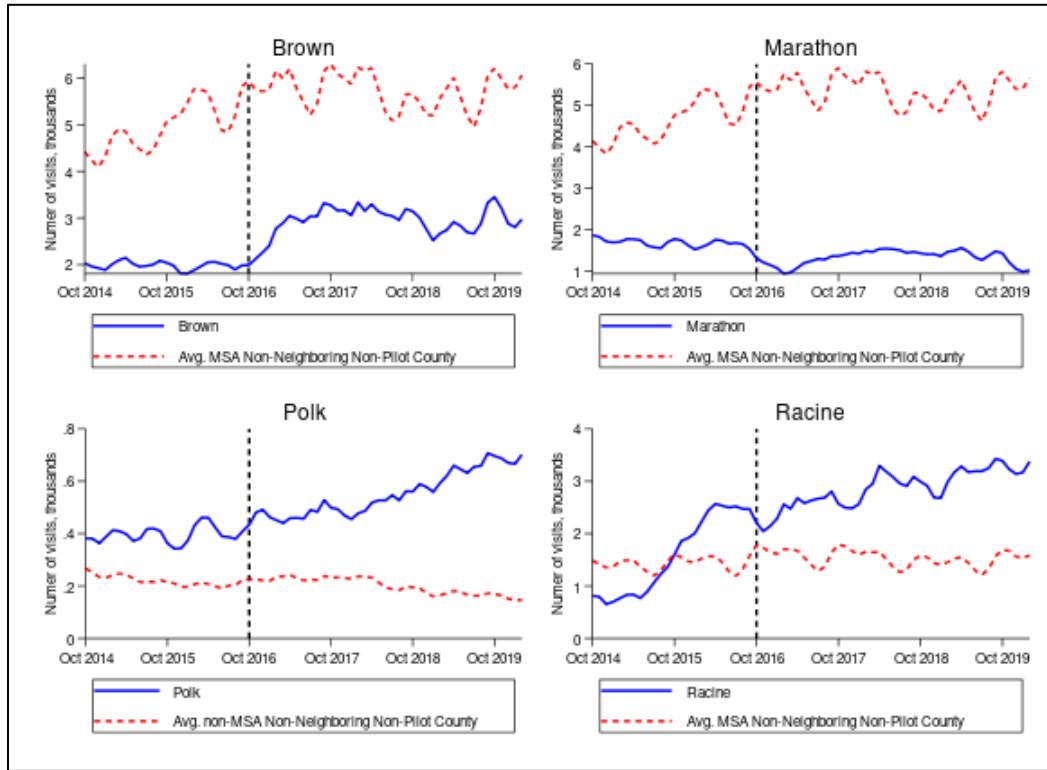 Brown
Numer of visits, thousands
6
5
4
3
2
Oct 2014 Oct 2015 Oct 2016 Oct 2017 Oct 2018 Oct 2019
Brown
Avg. MSA Non-Neighboring Non-Pilot County
Marathon
Numer of visits, thousands
6
5
4
3
2
1
Oct 2014 Oct 2015 Oct 2016 Oct 2017 Oct 2018 Oct 2019
Marathon
Avg. MSA Non-Neighboring Non-Pilot County
Polk
Numer of visits, thousands
.8
.6
.4
.2
0
Oct 2014 Oct 2015 Oct 2016 Oct 2017 Oct 2018 Oct 2019
Polk
Avg. non-MSA Non-Neighboring Non-Pilot County
Racine
Numer of visits, thousands
4
3
2
1
0
Oct 2014 Oct 2015 Oct 2016 Oct 2017 Oct 2018 Oct 2019
Racine
Avg. MSA Non-Neighboring Non-Pilot County